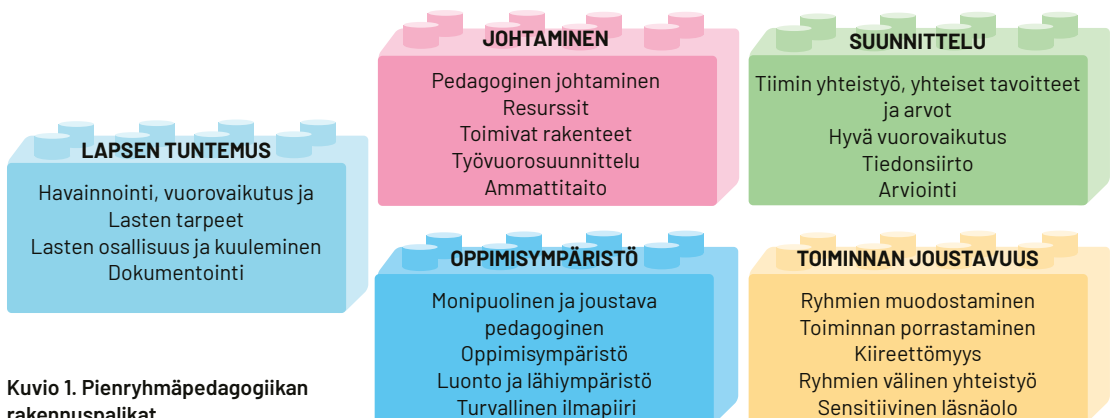 LAPSEN TUNTEMUS
Havainnointi, vuorovaikutus ja
Lasten tarpeet
Lasten osallisuus ja kuuleminen
Dokumentointi
JOHTAMINEN
Pedagoginen johtaminen
Resurssit
Toimivat rakenteet
Työvuorosuunnittelu
Ammattitaito
SUUNNITTELU
Tiimin yhteistyö, yhteiset tavoitteet
ja arvot
Hyvä vuorovaikutus
Tiedonsiirto
Arviointi
OPPIMISYMPÄRISTÖ
Monipuolinen ja joustava
pedagoginen
Oppimisympäristö
Luonto ja lähiympäristö
Turvallinen ilmapiiri
TOIMINNAN JOUSTAVUUS
Ryhmien muodostaminen
Toiminnan porrastaminen
Kiireettömyys
Ryhmien välinen yhteistyö
Sensitiivinen läsnäolo
Kuvio 1. Pienryhmäpedagogiikan
rakennuspalikat